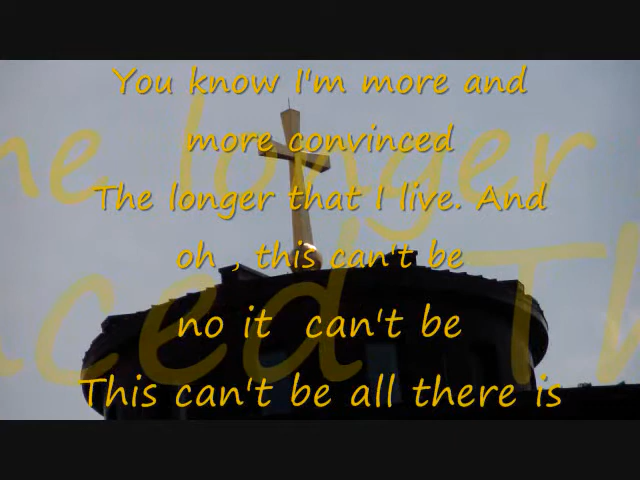 You know I'm more and
more convinced
The longer that I live. And
oh , this can't be
no it  can't be
This can't be all there is